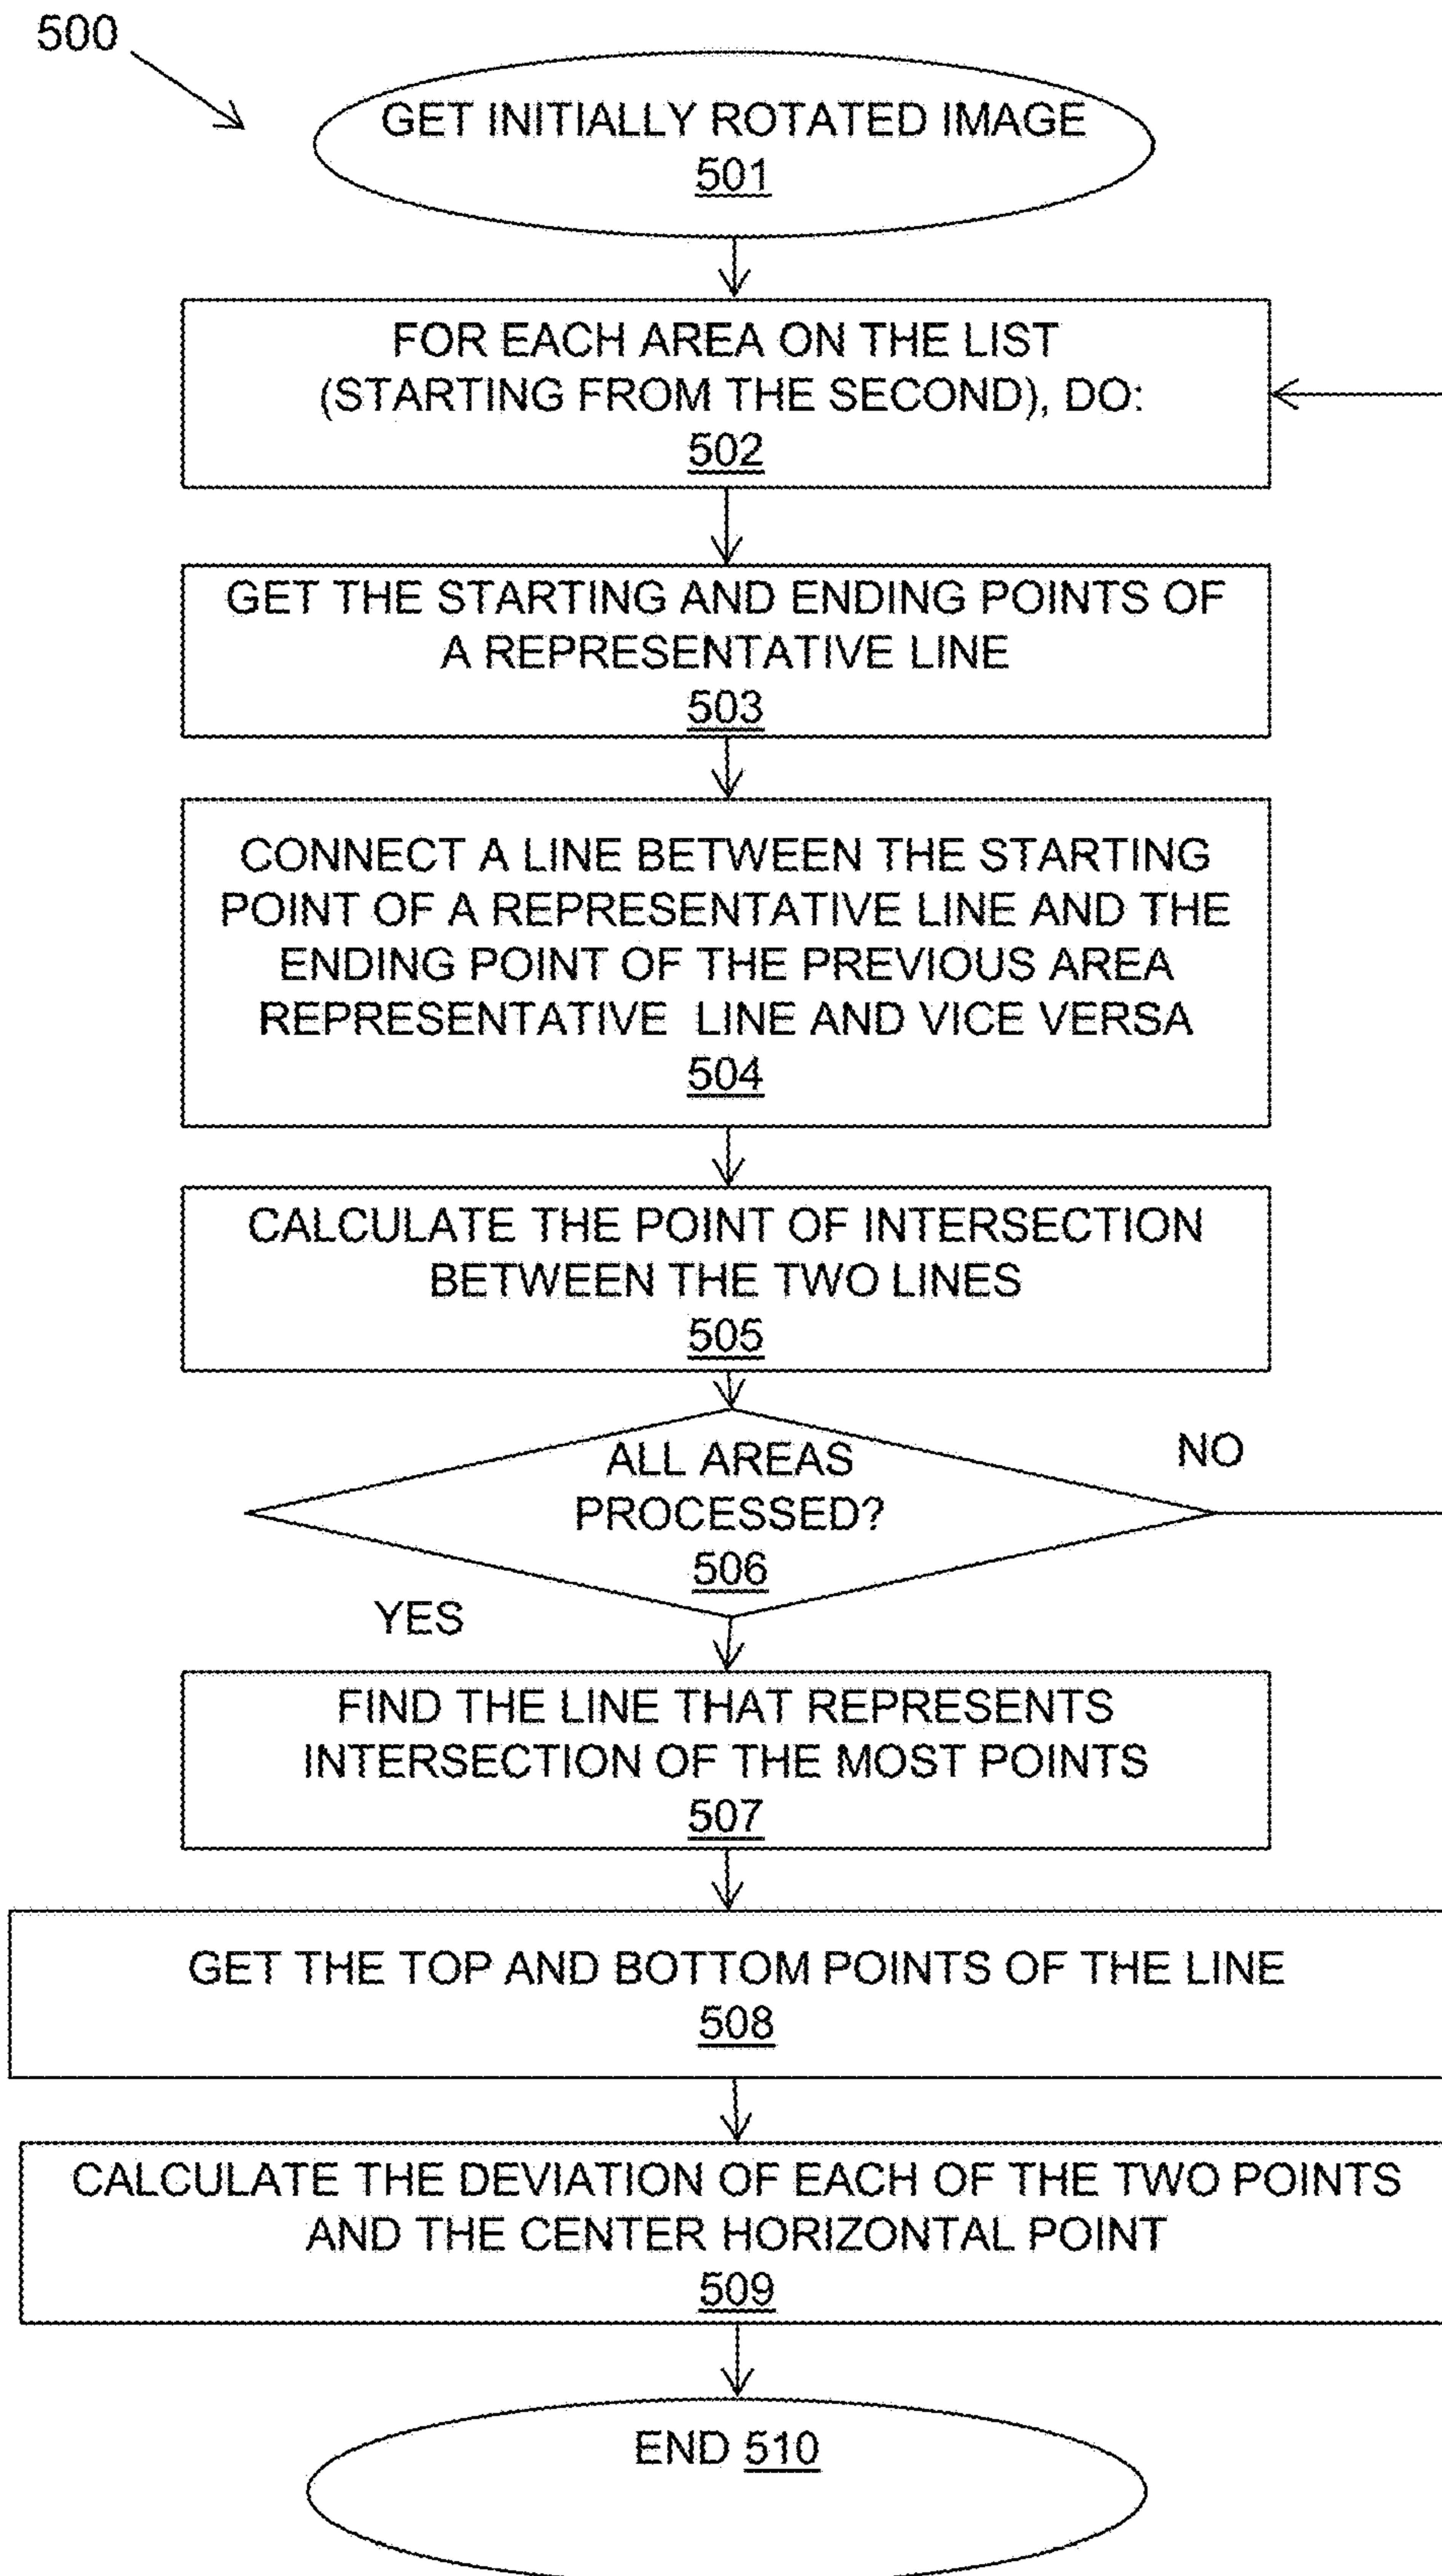 500
GET INITIALLY ROTATED IMAGE
501
FOR EACH AREA ON THE LIST
(STARTING FROM THE SECOND), DO:
502
GET THE STARTING AND ENDING POINTS OF
A REPRESENTATIVE LINE
503
CONNECT A LINE BETWEEN THE STARTING
POINT OF A REPRESENTATIVE LINE AND THE
ENDING POINT OF THE PREVIOUS AREA
REPRESENTATIVE LINE AND VICE VERSA
504
CALCULATE THE POINT OF INTERSECTION
BETWEEN THE TWO LINES
505
ALL AREAS
PROCESSED?
506
NO
YES
FIND THE LINE THAT REPRESENTS
INTERSECTION OF THE MOST POINTS
507
GET THE TOP AND BOTTOM POINTS OF THE LINE
508
CALCULATE THE DEVIATION OF EACH OF THE TWO POINTS
AND THE CENTER HORIZONTAL POINT
509
END 510